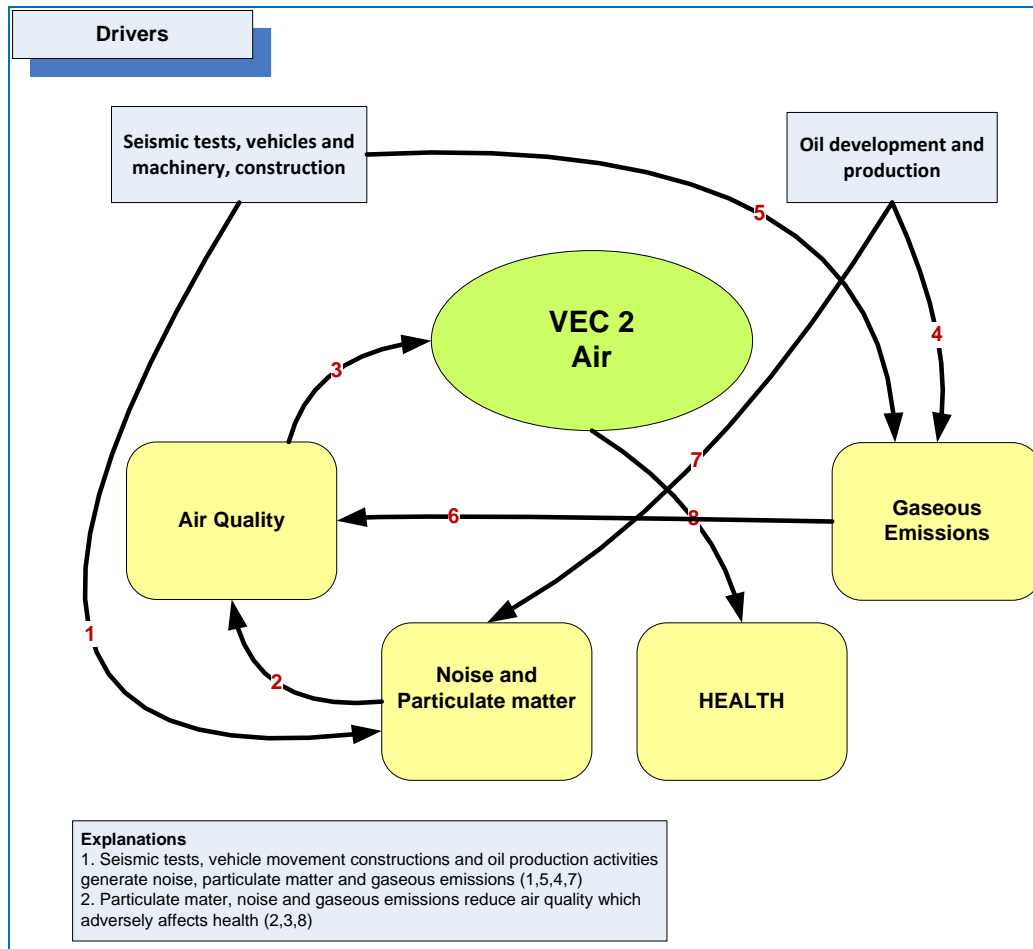 Drivers
Seismic tests, vehicles and
machinery, construction
Oil development and
production
5
VEC 2
Air
4
3
7
Air Quality
6
8
Gaseous
Emissions
1
2
Noise and
Particulate matter
HEALTH
Explanations
1. Seismic tests, vehicle movement constructions and oil production activities
generate noise, particulate matter and gaseous emissions (1,5,4,7)
2. Particulate mater, noise and gaseous emissions reduce air quality which
adversely affects health (2,3,8)